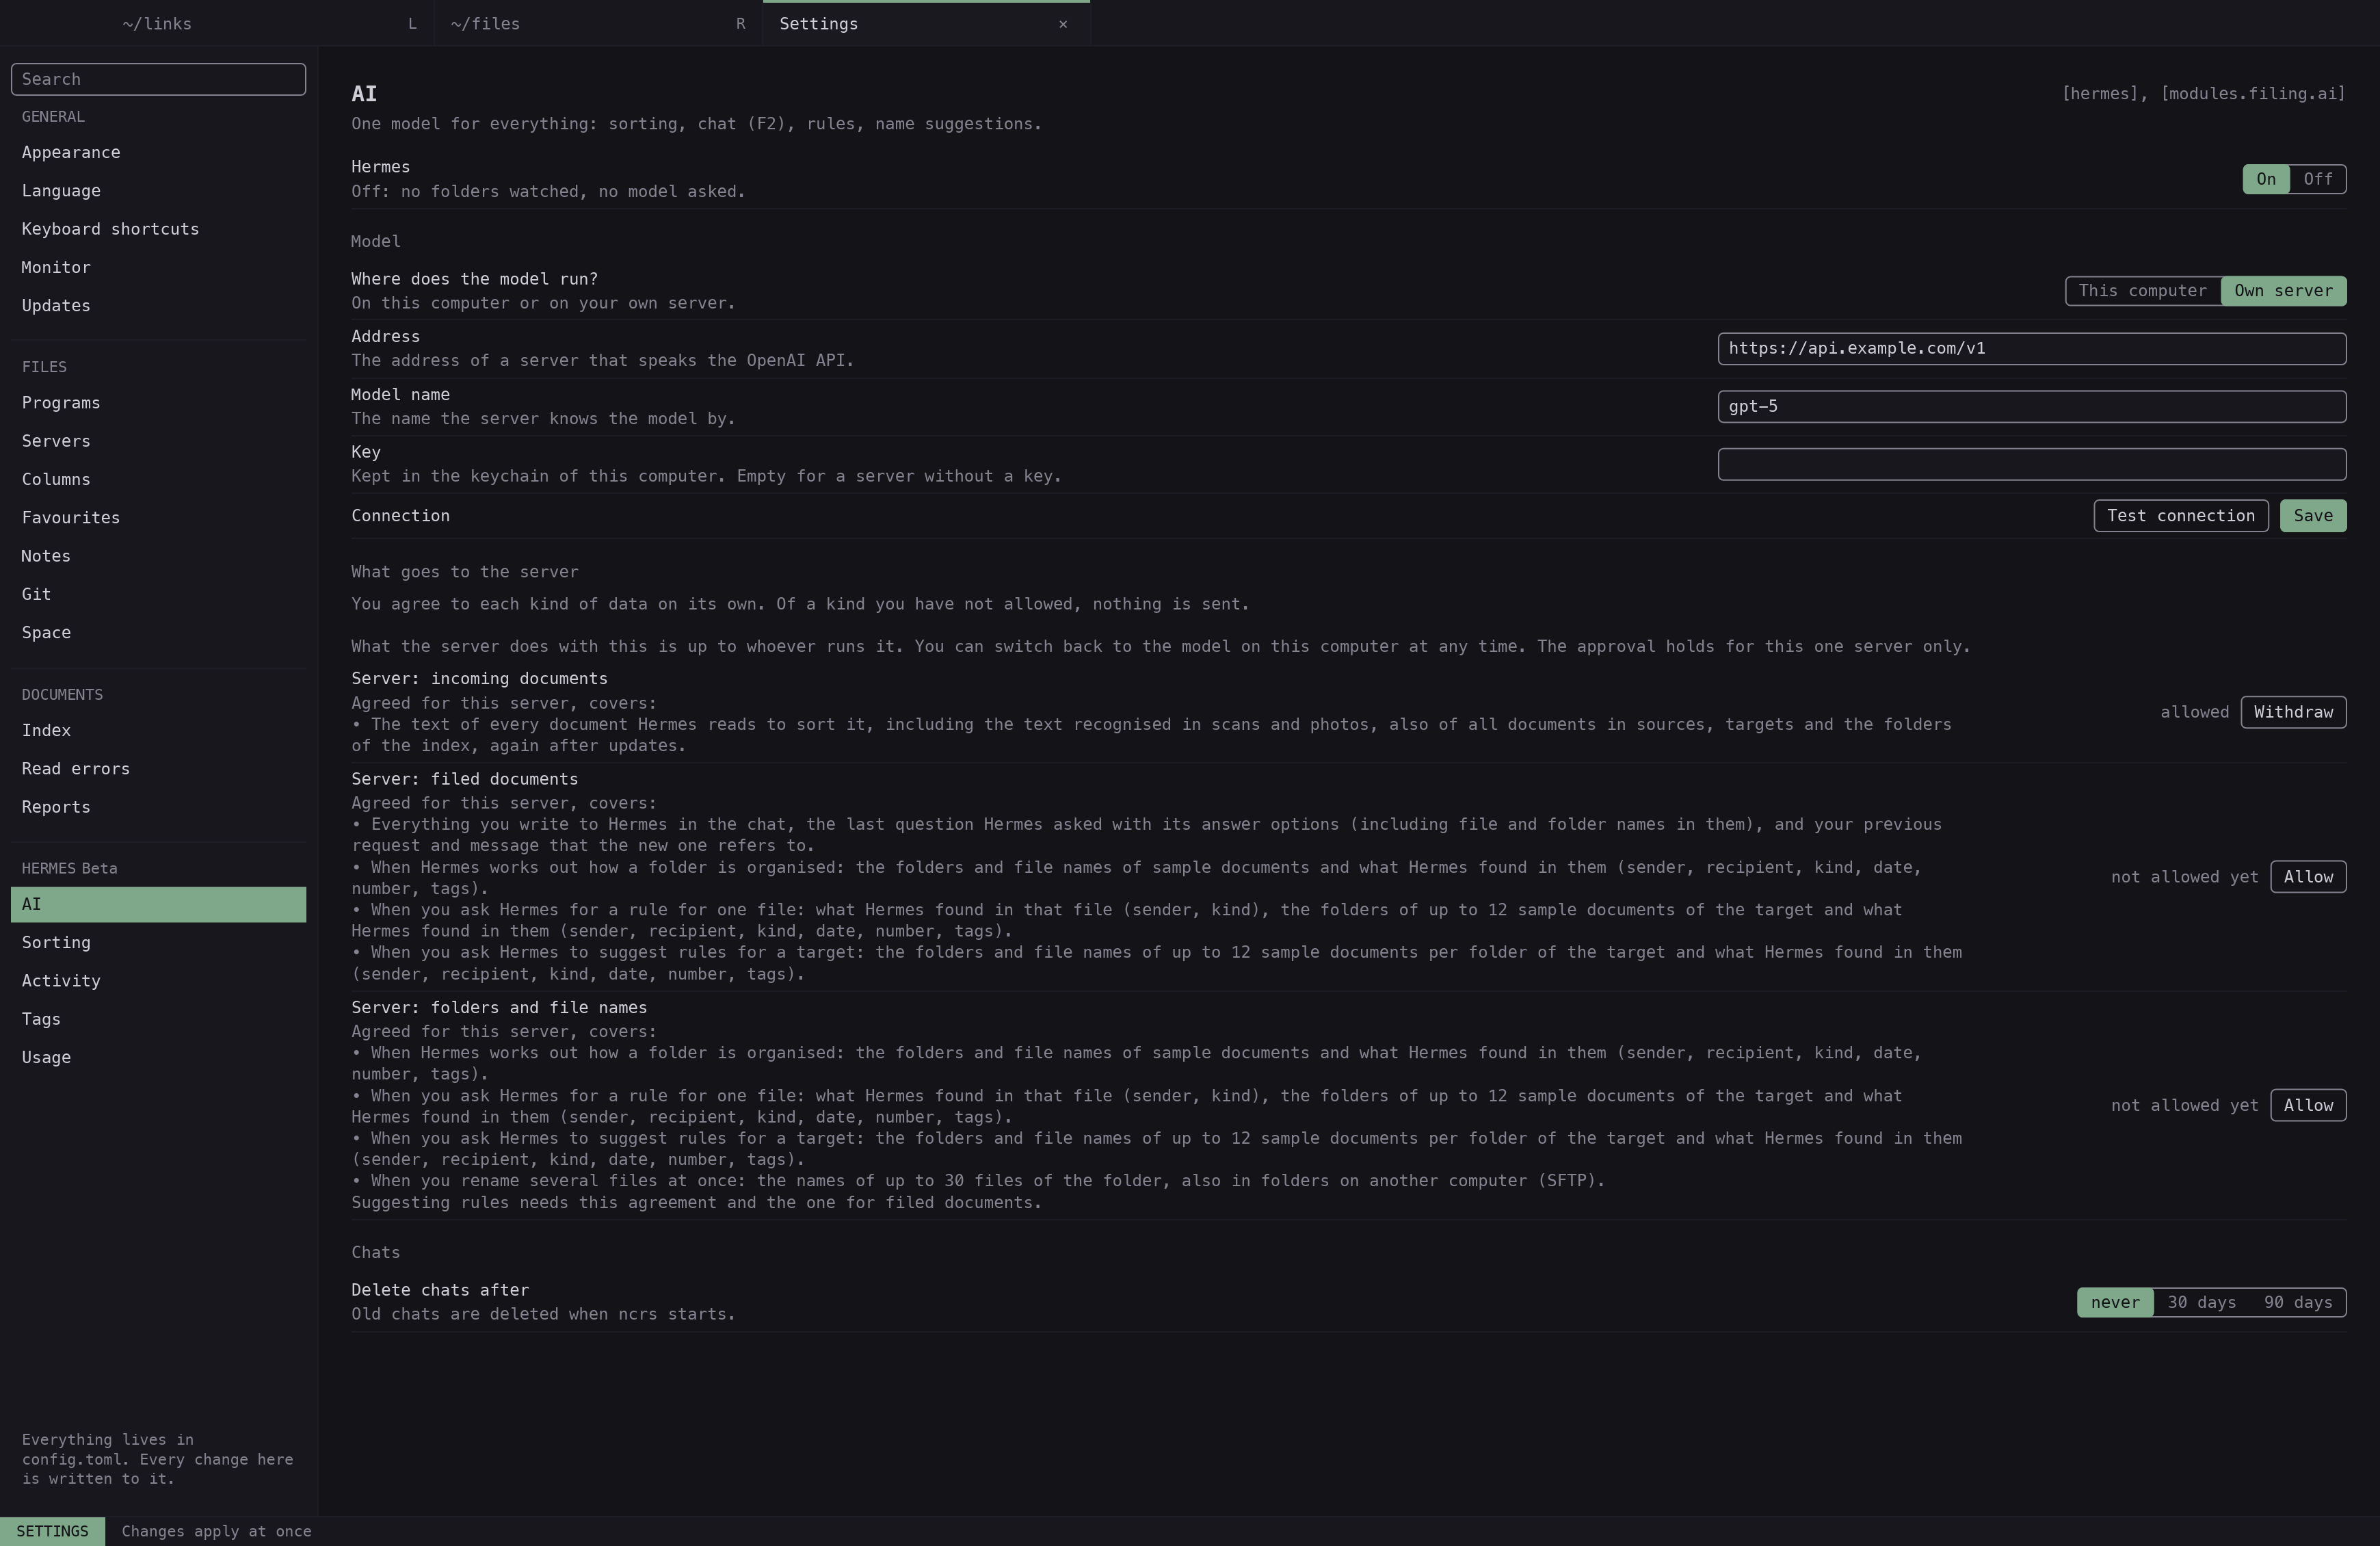 ~/links L ~/files R Settings ×
Search
GENERAL
Appearance
Language
Keyboard shortcuts
Monitor
Updates
FILES
Programs
Servers
Columns
Favourites
Notes
Git
Space
DOCUMENTS
Index
Read errors
Reports
HERMES Beta
AI
Sorting
Activity
Tags
Usage
Everything lives in
config.toml. Every change here
is written to it.
AI [hermes], [modules.filing.ai]
One model for everything: sorting, chat (F2), rules, name suggestions.
Hermes
Off: no folders watched, no model asked.
On Off
Model
Where does the model run?
On this computer or on your own server.
This computer Own server
Address
The address of a server that speaks the OpenAI API.
https://api.example.com/v1
Model name
The name the server knows the model by.
gpt-5
Key
Kept in the keychain of this computer. Empty for a server without a key.
Connection Test connection Save
What goes to the server
You agree to each kind of data on its own. Of a kind you have not allowed, nothing is sent.
What the server does with this is up to whoever runs it. You can switch back to the model on this computer at any time. The approval holds for this one server only.
Server: incoming documents
Agreed for this server, covers:
• The text of every document Hermes reads to sort it, including the text recognised in scans and photos, also of all documents in sources, targets and the folders
of the index, again after updates.
allowed Withdraw
Server: filed documents
Agreed for this server, covers:
• Everything you write to Hermes in the chat, the last question Hermes asked with its answer options (including file and folder names in them), and your previous
request and message that the new one refers to.
• When Hermes works out how a folder is organised: the folders and file names of sample documents and what Hermes found in them (sender, recipient, kind, date,
number, tags).
• When you ask Hermes for a rule for one file: what Hermes found in that file (sender, kind), the folders of up to 12 sample documents of the target and what
Hermes found in them (sender, recipient, kind, date, number, tags).
• When you ask Hermes to suggest rules for a target: the folders and file names of up to 12 sample documents per folder of the target and what Hermes found in them
(sender, recipient, kind, date, number, tags).
not allowed yet Allow
Server: folders and file names
Agreed for this server, covers:
• When Hermes works out how a folder is organised: the folders and file names of sample documents and what Hermes found in them (sender, recipient, kind, date,
number, tags).
• When you ask Hermes for a rule for one file: what Hermes found in that file (sender, kind), the folders of up to 12 sample documents of the target and what
Hermes found in them (sender, recipient, kind, date, number, tags).
• When you ask Hermes to suggest rules for a target: the folders and file names of up to 12 sample documents per folder of the target and what Hermes found in them
(sender, recipient, kind, date, number, tags).
• When you rename several files at once: the names of up to 30 files of the folder, also in folders on another computer (SFTP).
Suggesting rules needs this agreement and the one for filed documents.
not allowed yet Allow
Chats
Delete chats after
Old chats are deleted when ncrs starts.
never 30 days 90 days
SETTINGS Changes apply at once